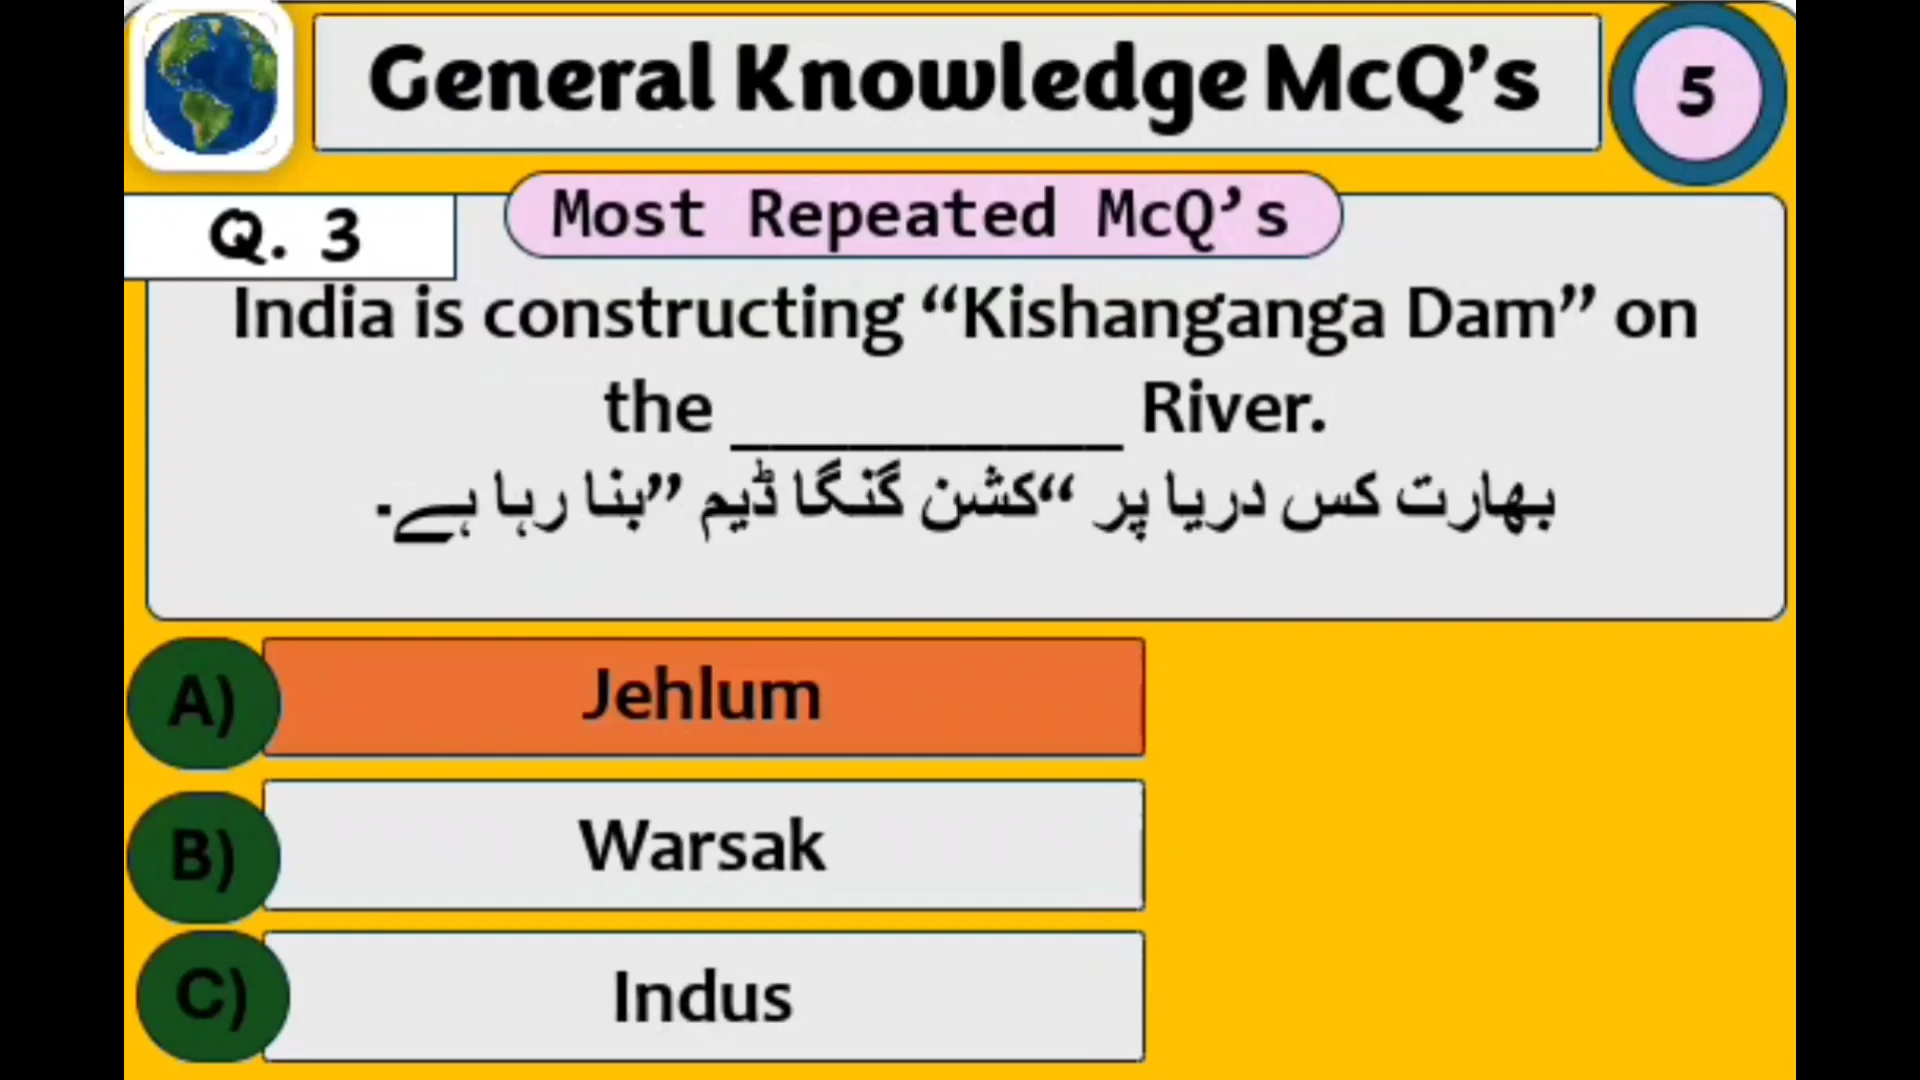 General Knowledge McQ's
5
Most Repeated McQ's
Q. 3
India is constructing “Kishanganga Dam” on
the __________ River.
بھارت کس دریا پر “کشن گنگا ڈیم ”بنا رہا ہے۔
A) Jehlum
B) Warsak
C) Indus